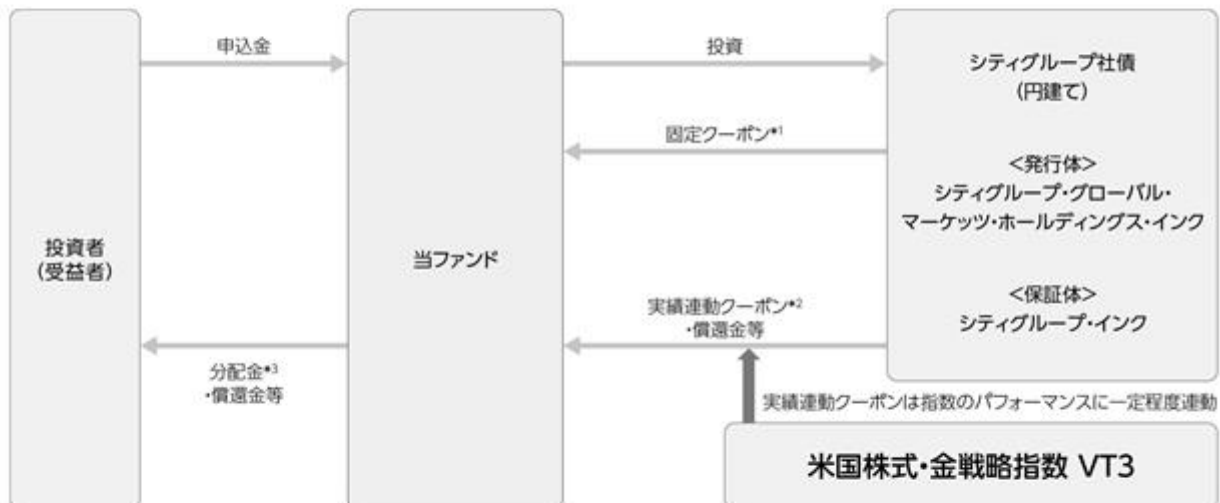 申込金
投資
シティグループ社債
(円建て)
固定クーポン*1
<発行体>
シティグループ・グローバル・
マーケッツ・ホールディングス・インク
投資者
(受益者)
当ファンド
<保証体>
シティグループ・インク
実績連動クーポン*2
・償還金等
分配金*3
・償還金等
実績連動クーポンは指数のパフォーマンスに一定程度連動
米国株式・金戦略指数 VT3